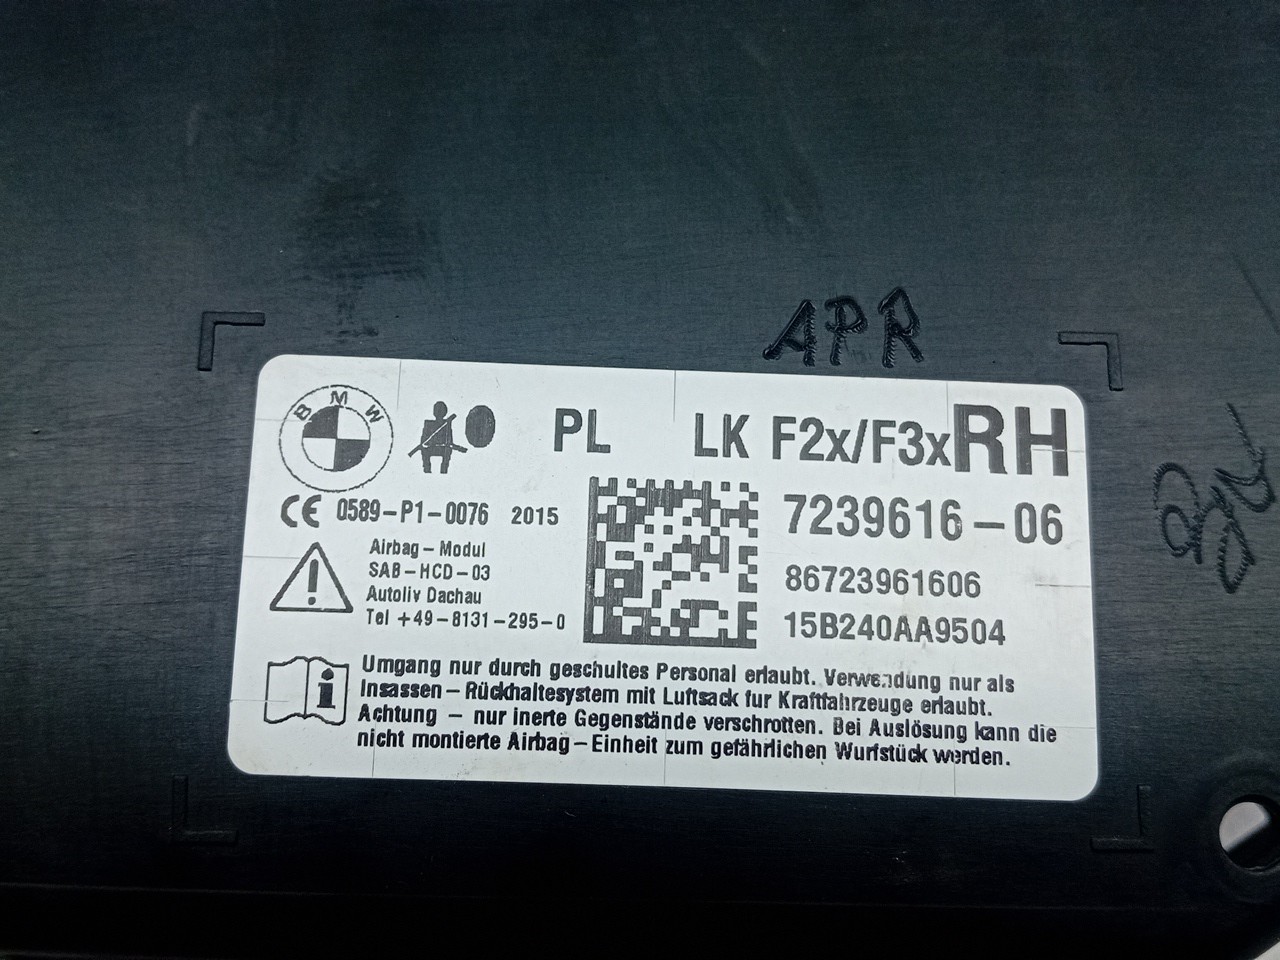 APR
BMW
PL LK F2x/F3x RH
CE 0589-P1-0076 2015
7239616-06
Airbag-Modul
SAB-HCD-03
Autoliv Dachau
Tel +49-8131-295-0
86723961606
15B240AA9504
Umgang nur durch geschultes Personal erlaubt. Verwendung nur als
Insassen-Rückhaltesystem mit Luftsack fur Kraftfahrzeuge erlaubt.
Achtung - nur inerte Gegenstände verschrotten. Bei Auslösung kann die
nicht montierte Airbag-Einheit zum gefährlichen Wurfstück werden.